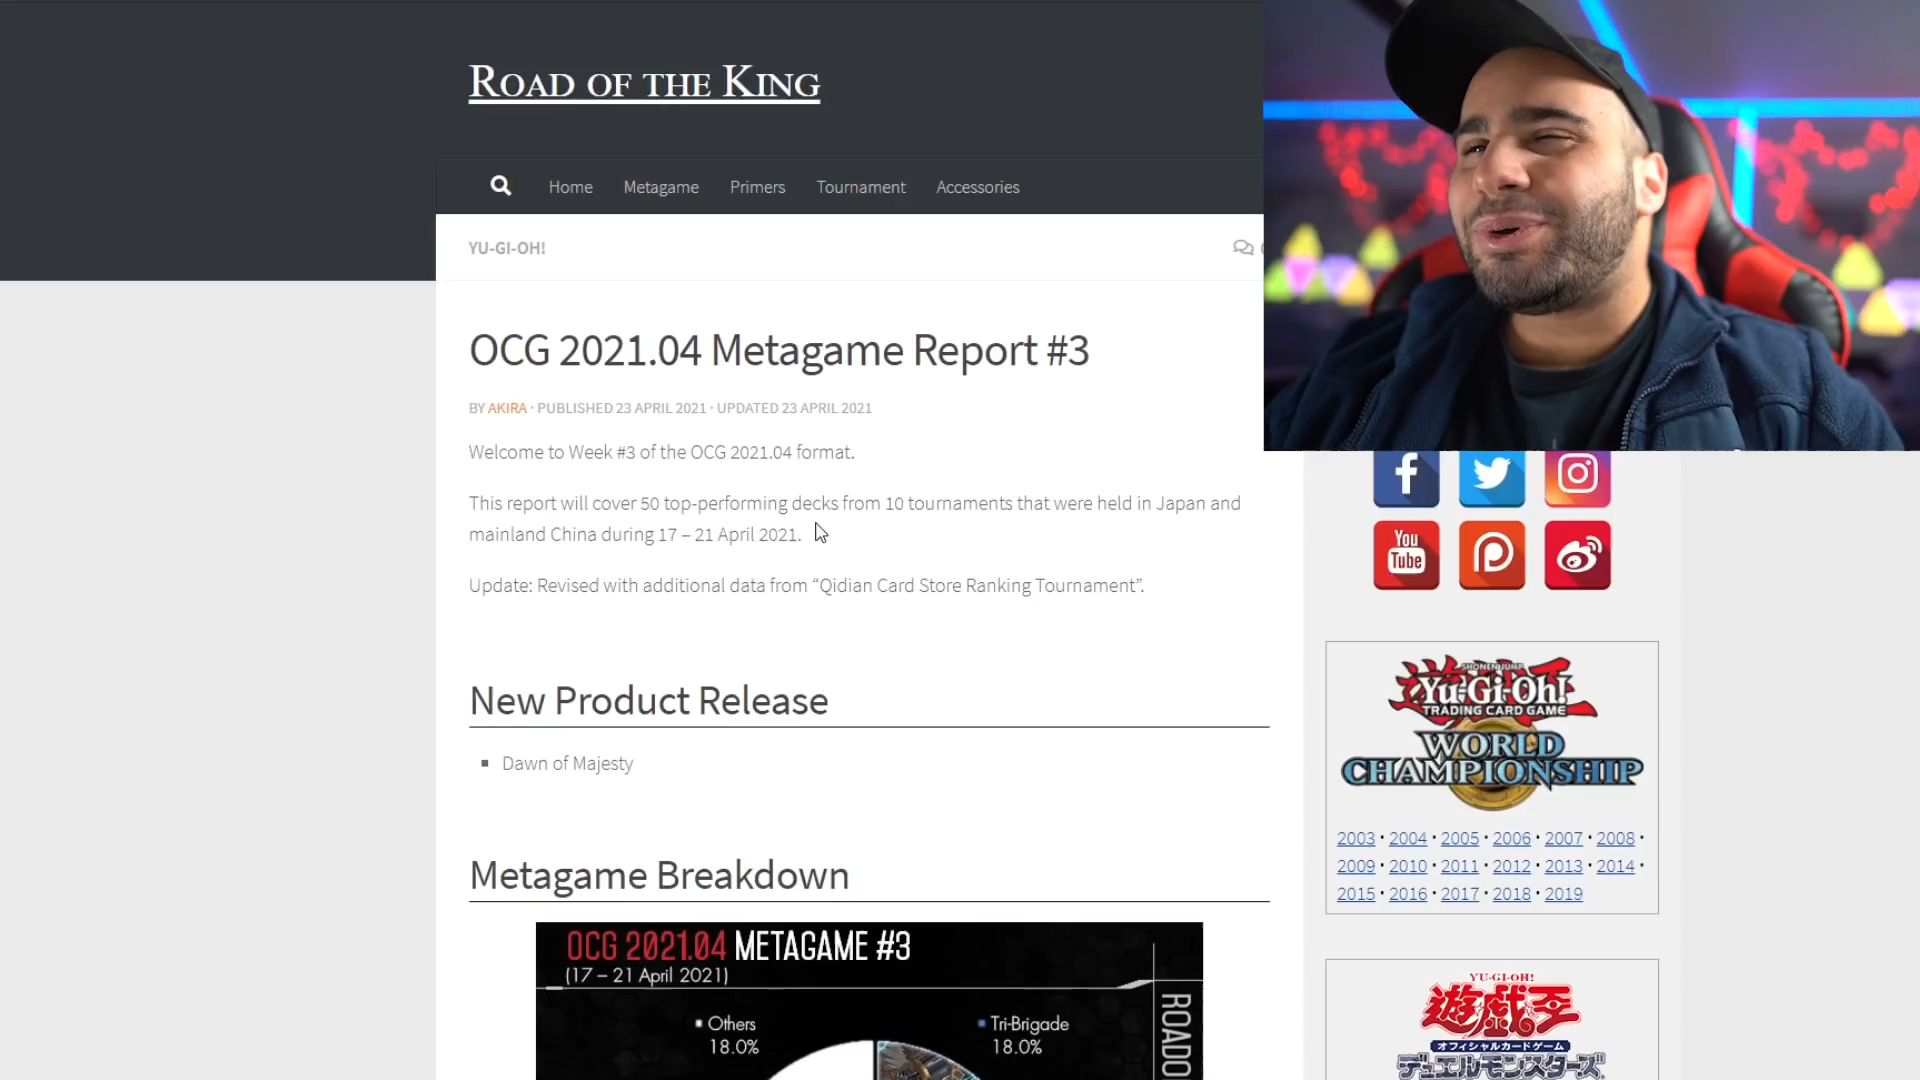 ROAD OF THE KING
Home Metagame Primers Tournament Accessories
YU-GI-OH!
OCG 2021.04 Metagame Report #3
BY AKIRA · PUBLISHED 23 APRIL 2021 · UPDATED 23 APRIL 2021
Welcome to Week #3 of the OCG 2021.04 format.
This report will cover 50 top-performing decks from 10 tournaments that were held in Japan and
mainland China during 17 – 21 April 2021.
Update: Revised with additional data from “Qidian Card Store Ranking Tournament”.
New Product Release
Dawn of Majesty
Metagame Breakdown
OCG 2021.04 METAGAME #3
(17 – 21 April 2021)
Others
18.0%
Tri-Brigade
18.0%
ROADO
You
Tube
SHONEN JUMP
Yu-Gi-Oh!
TRADING CARD GAME
WORLD
CHAMPIONSHIP
2003 • 2004 • 2005 • 2006 • 2007 • 2008 •
2009 • 2010 • 2011 • 2012 • 2013 • 2014 •
2015 • 2016 • 2017 • 2018 • 2019
YU-GI-OH!
遊戯王
オフィシャルカードゲーム
デュエルモンスターズ